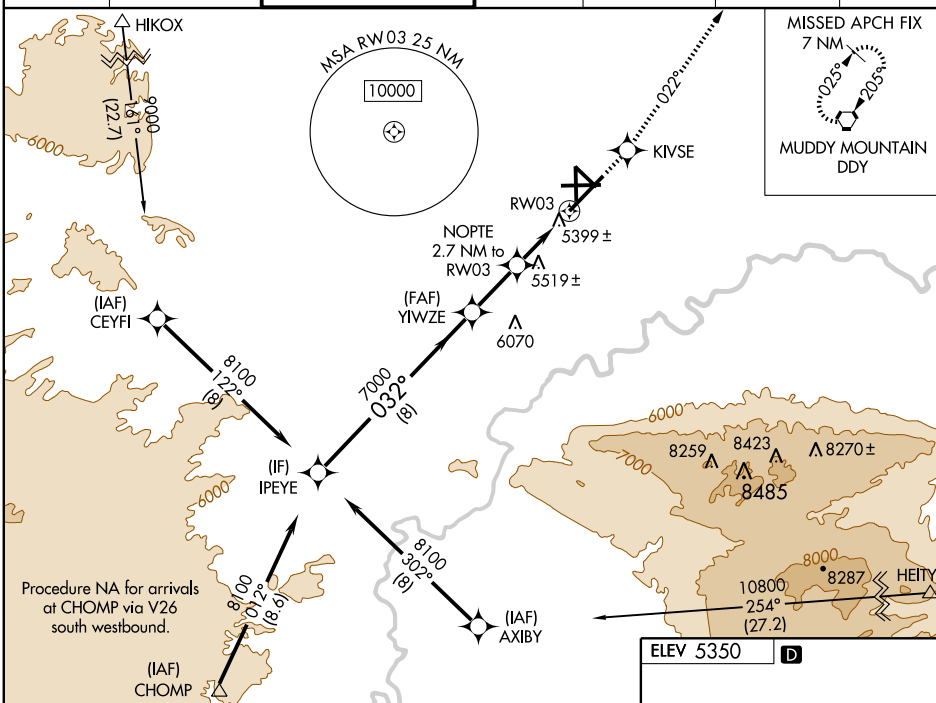 HIKOX
9000
161°
(22.7)
6000
MSA RW03 25 NM
10000
022°
MISSED APCH FIX
7 NM
025°
205°
MUDDY MOUNTAIN
DDY
KIVSE
RW03
5399 ±
NOPTE
2.7 NM to
RW03
5519 ±
(FAF)
YIWZE
6070
(IAF)
CEYFI
8100
122°
(8)
7000
032°
(8)
(IF)
IPEYE
6000
6000
7000
8259
8423
8270 ±
8485
8000
8287
HEITY
10800
254°
(27.2)
8100
302°
(8)
(IAF)
AXIBY
8100
012°
(8.6)
Procedure NA for arrivals
at CHOMP via V26
south westbound.
(IAF)
CHOMP
ELEV 5350
D